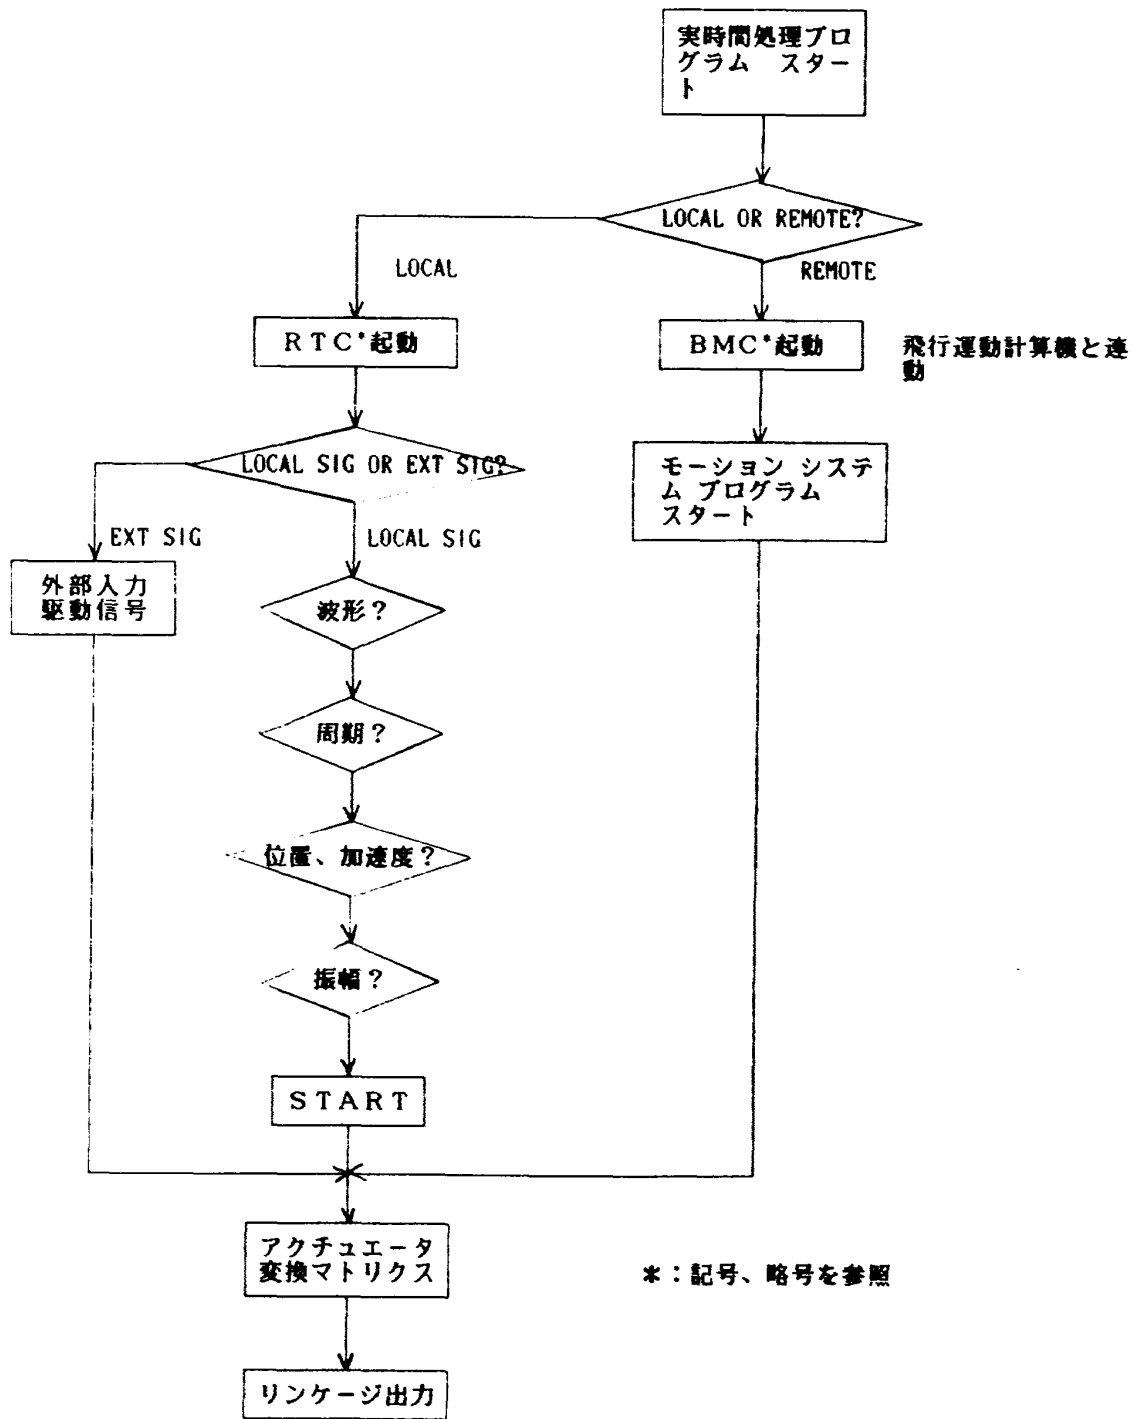 実時間処理プロ
グラム スター
ト
LOCAL OR REMOTE?
LOCAL
REMOTE
RTC*起動
BMC*起動
飛行運動計算機と連
動
LOCAL SIG OR EXT SIG?
モーション システ
ム プログラム
スタート
EXT SIG
LOCAL SIG
外部入力
駆動信号
波形?
周期?
位置、加速度?
振幅?
START
アクチュエータ
変換マトリクス
*:記号、略号を参照
リンケージ出力